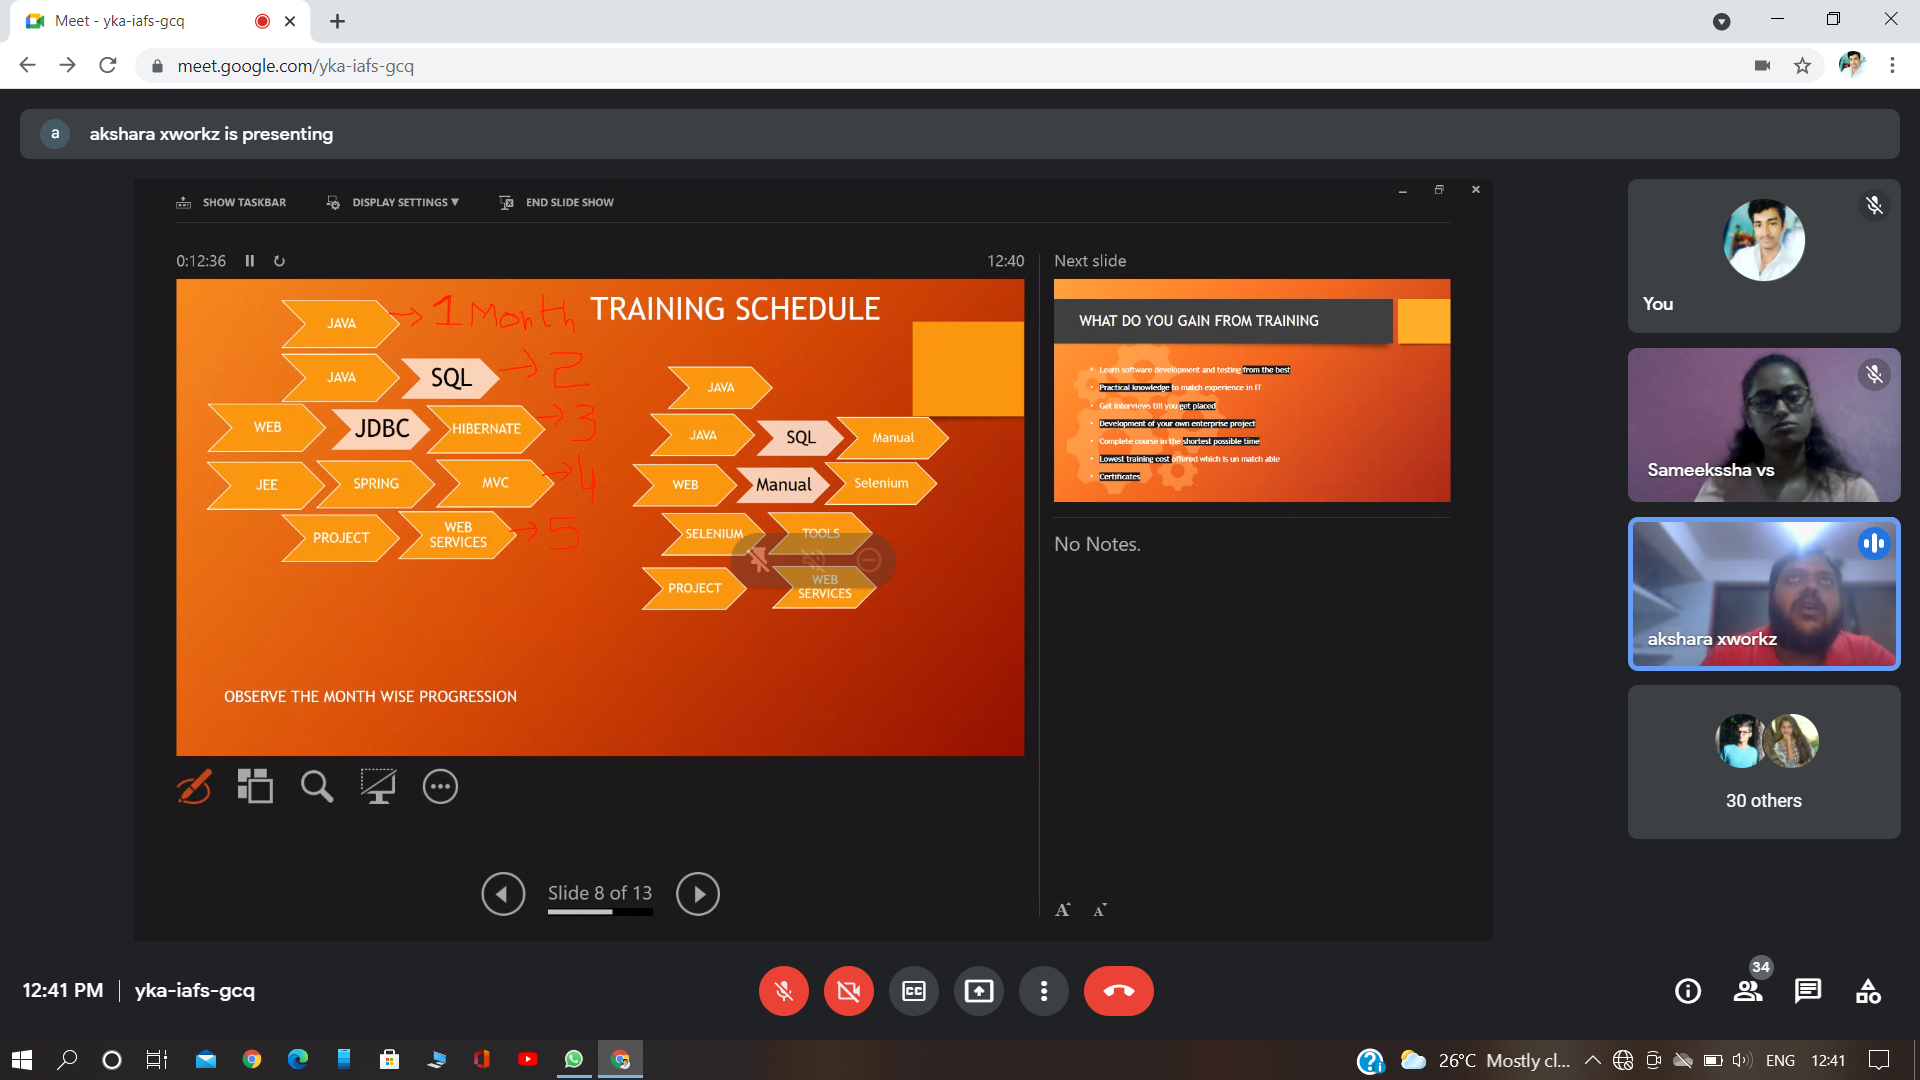 Meet - yka-iafs-gcq
meet.google.com/yka-iafs-gcq
a akshara xworkz is presenting
SHOW TASKBAR DISPLAY SETTINGS ▼ END SLIDE SHOW
0:12:36 12:40 Next slide
TRAINING SCHEDULE
JAVA → 1 Month
JAVA SQL → 2
WEB JDBC HIBERNATE → 3
JEE SPRING MVC → 4
PROJECT WEB SERVICES → 5
JAVA
JAVA SQL Manual
WEB Manual Selenium
SELENIUM TOOLS
PROJECT WEB SERVICES
OBSERVE THE MONTH WISE PROGRESSION
WHAT DO YOU GAIN FROM TRAINING
• Learn software development and testing from the best
• Practical knowledge to match experience in IT
• Get Interviews till you get placed
• Development of your own enterprise project
• Complete course in the shortest possible time
• Lowest training cost offered which is un match able
• Certificates
No Notes.
Slide 8 of 13
A A
You
Sameekssha vs
akshara xworkz
30 others
12:41 PM | yka-iafs-gcq
CC
34
26°C Mostly cl... ENG 12:41